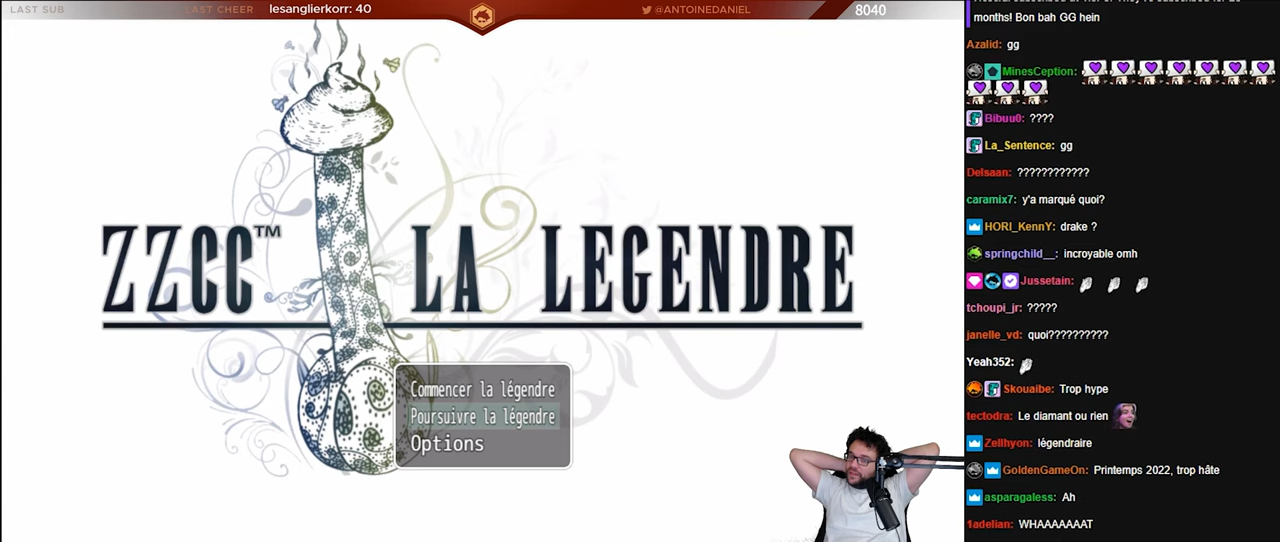 LAST SUB
LAST CHEER lesanglierkorr: 40
@ANTOINEDANIEL
8040
ZZCC™ LA LEGENDRE
Commencer la légendre
Poursuivre la légendre
Options
months! Bon bah GG hein
Azalid: gg
MinesCeption:
Bibuu0: ????
La_Sentence: gg
Delsaan: ????????????
caramix7: y'a marqué quoi?
HORI_KennY: drake ?
springchild__: incroyable omh
Jussetain:
tchoupi_jr: ?????
janelle_vd: quoi??????????
Yeah352:
Skouaibe: Trop hype
tectodra: Le diamant ou rien
Zellhyon: légendraire
GoldenGameOn: Printemps 2022, trop hâte
asparagaless: Ah
1adelian: WHAAAAAAAT